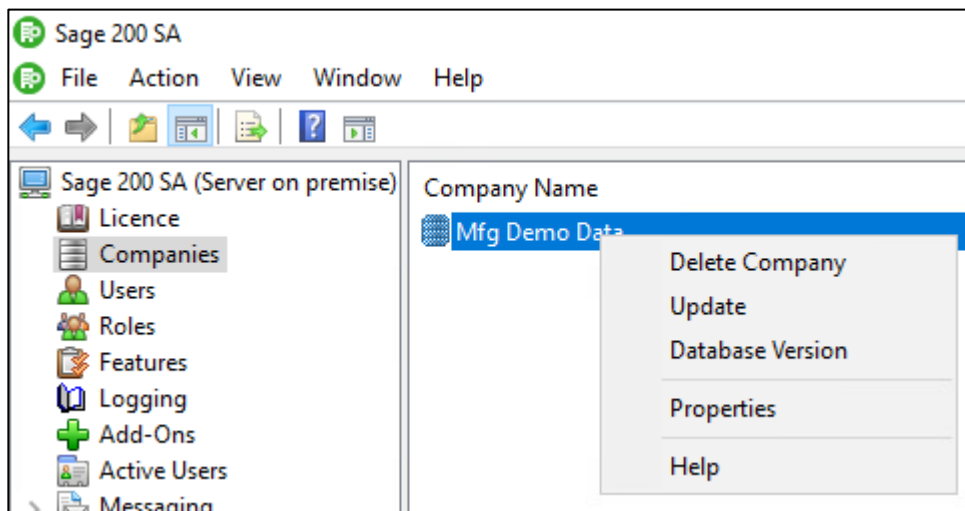 Sage 200 SA
File Action View Window Help
Sage 200 SA (Server on premise)
Licence
Companies
Users
Roles
Features
Logging
Add-Ons
Active Users
Messaging
Company Name
Mfg Demo Data
Delete Company
Update
Database Version
Properties
Help